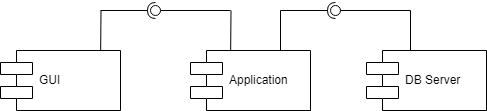 GUI
Application
DB Server